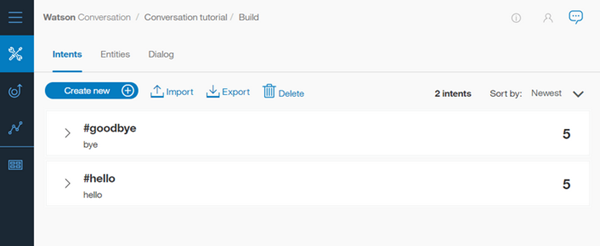 Watson Conversation / Conversation tutorial / Build
Intents Entities Dialog
Create new Import Export Delete 2 intents Sort by: Newest
#goodbye 5
bye
#hello 5
hello